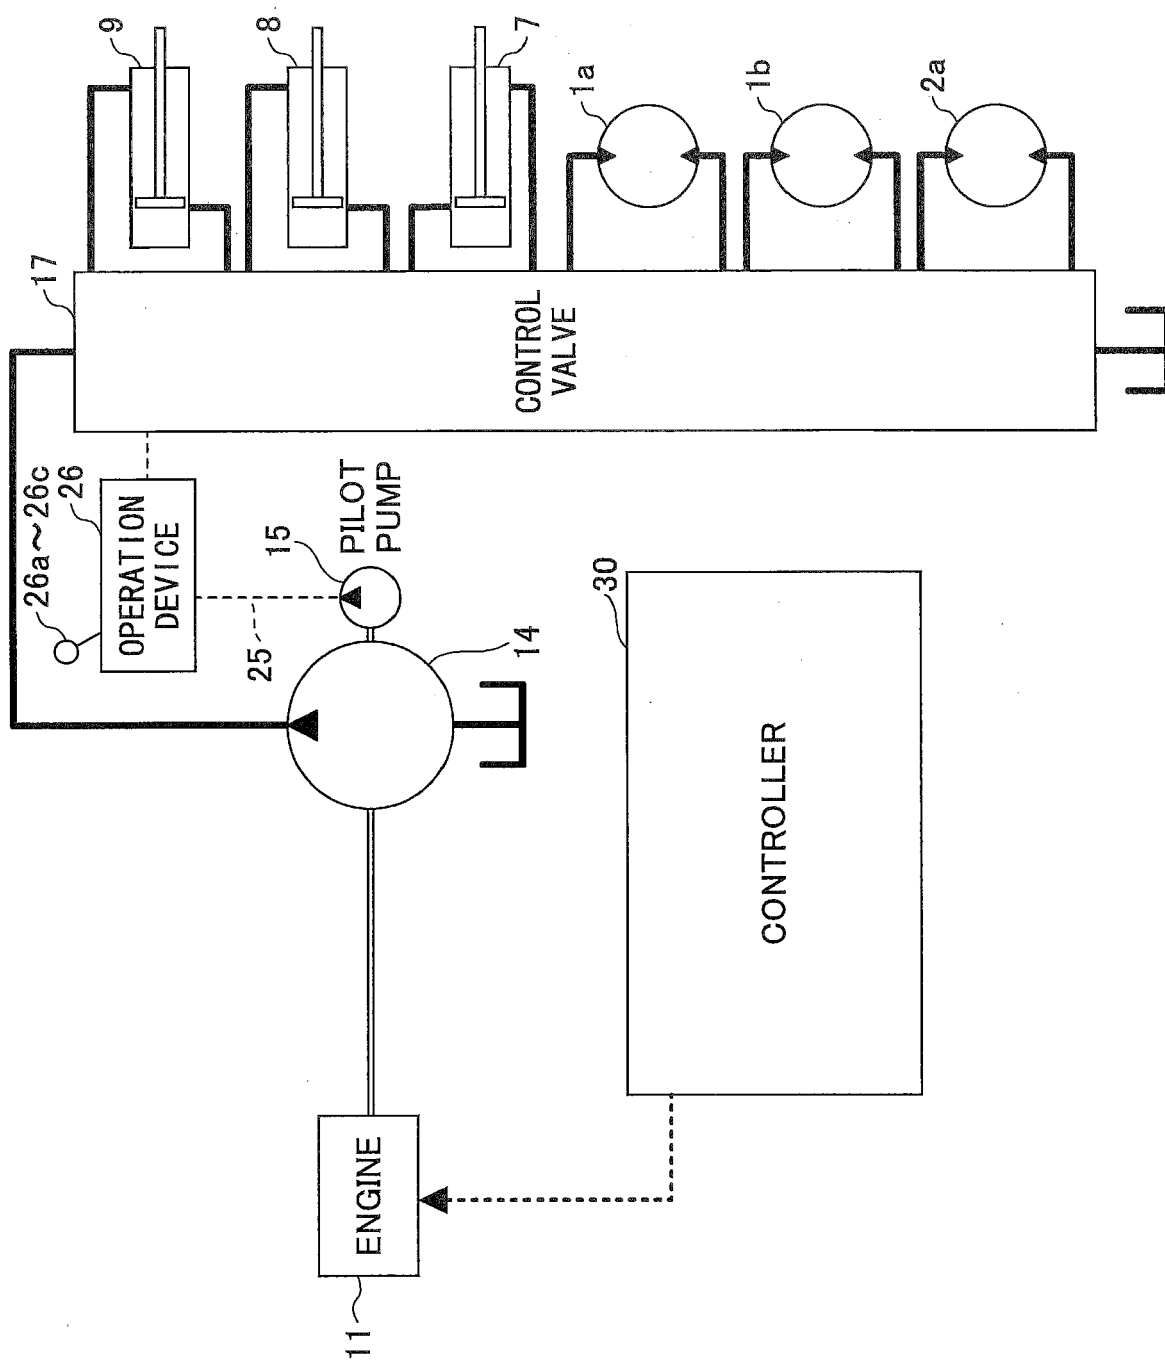 26a~26c
26
17
9
OPERATION
DEVICE
25
15
8
PILOT
PUMP
11
ENGINE
14
CONTROL
VALVE
7
1a
30
1b
CONTROLLER
2a